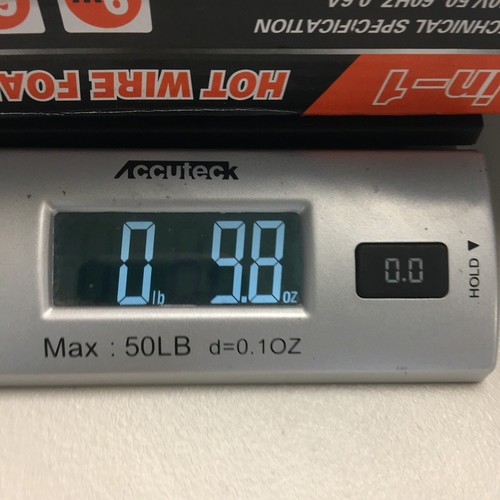 TECHNICAL SPECIFICATION
HOT WIRE FOA
in-1
Accuteck
0 lb 9.8 oz
0.0
HOLD
Max : 50LB d=0.1OZ